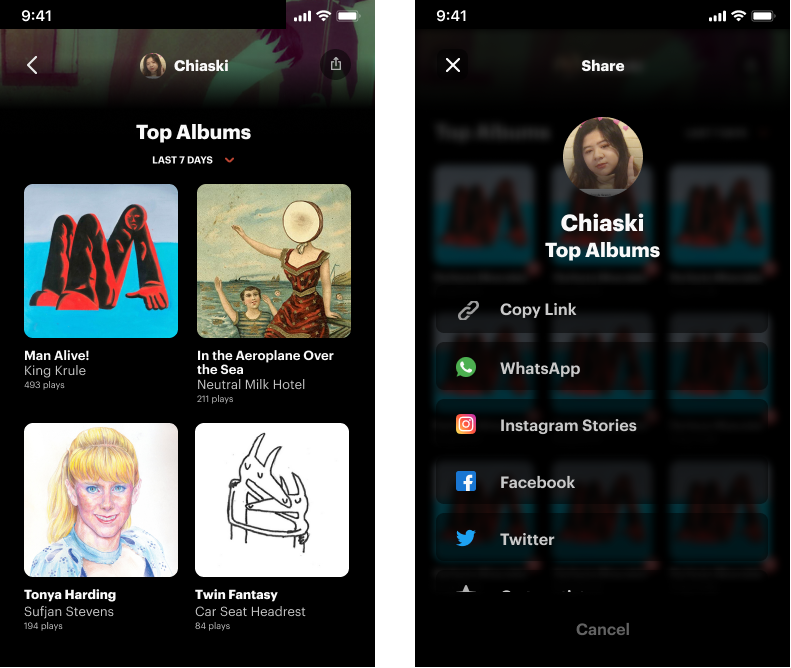 9:41
Chiaski
Top Albums
LAST 7 DAYS
Man Alive!
King Krule
493 plays
In the Aeroplane Over
the Sea
Neutral Milk Hotel
211 plays
Tonya Harding
Sufjan Stevens
194 plays
Twin Fantasy
Car Seat Headrest
84 plays
9:41
Share
Chiaski
Top Albums
Copy Link
WhatsApp
Instagram Stories
Facebook
Twitter
Cancel